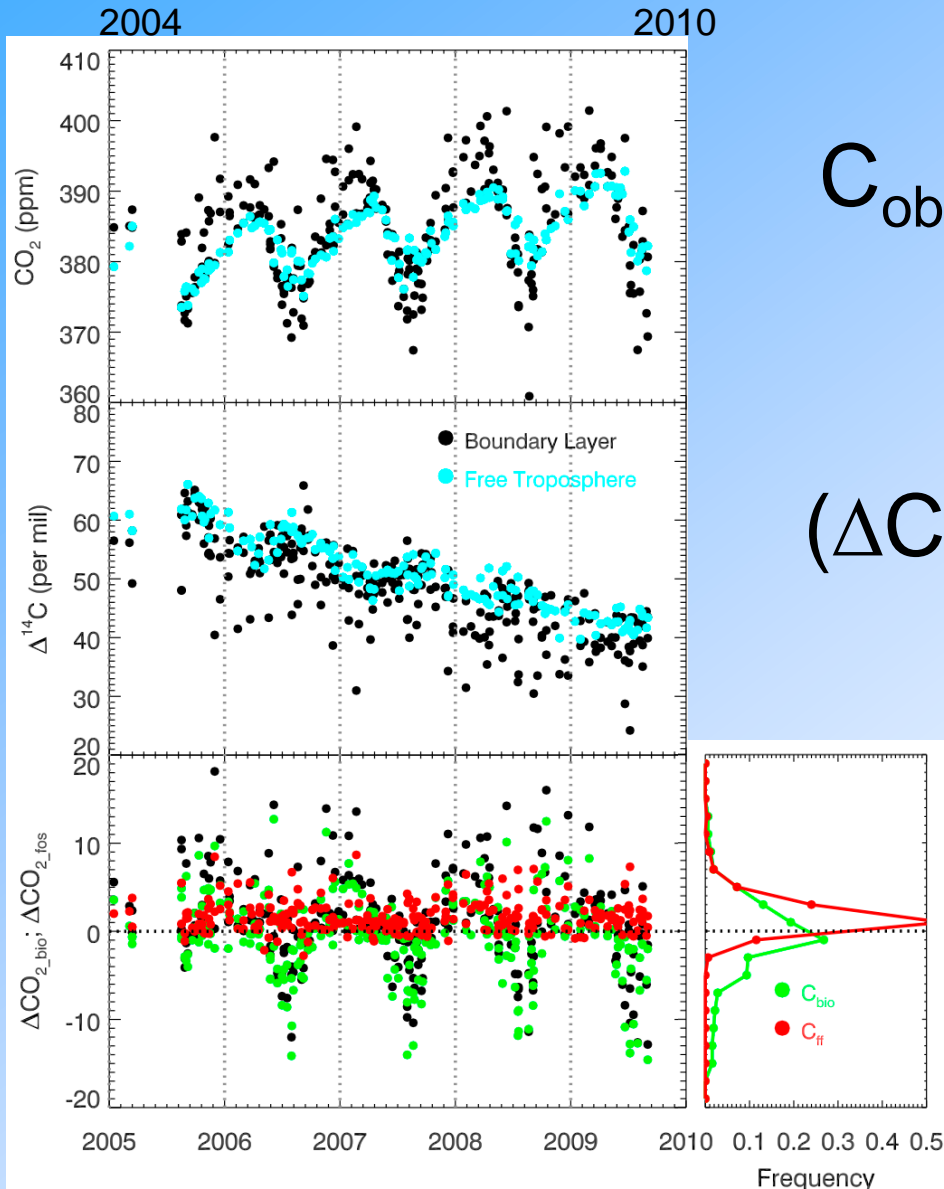 2004 2010
410
400
390
380
370
360
CO2 (ppm)
Cob
80
70
60
50
40
30
20
Δ14C (per mil)
Boundary Layer
Free Troposphere
(ΔC
20
10
0
-10
-20
ΔCO2_bio; ΔCO2_fos
Cbio
Cff
2005 2006 2007 2008 2009 2010
0.0 0.1 0.2 0.3 0.4 0.5
Frequency